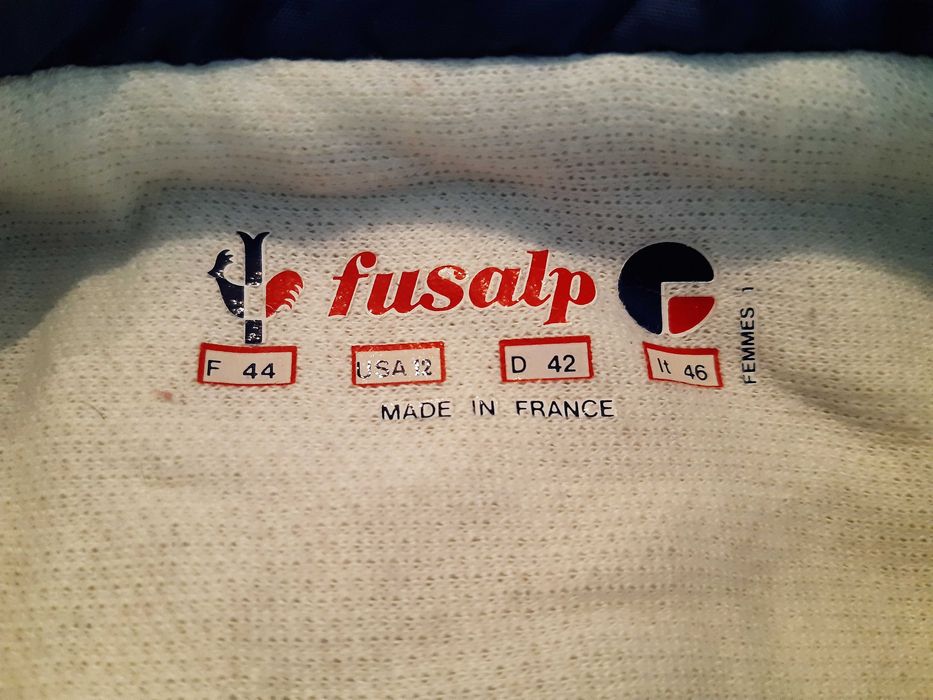 fusalp
F 44 USA 12 D 42 It 46
MADE IN FRANCE
FEMMES 1